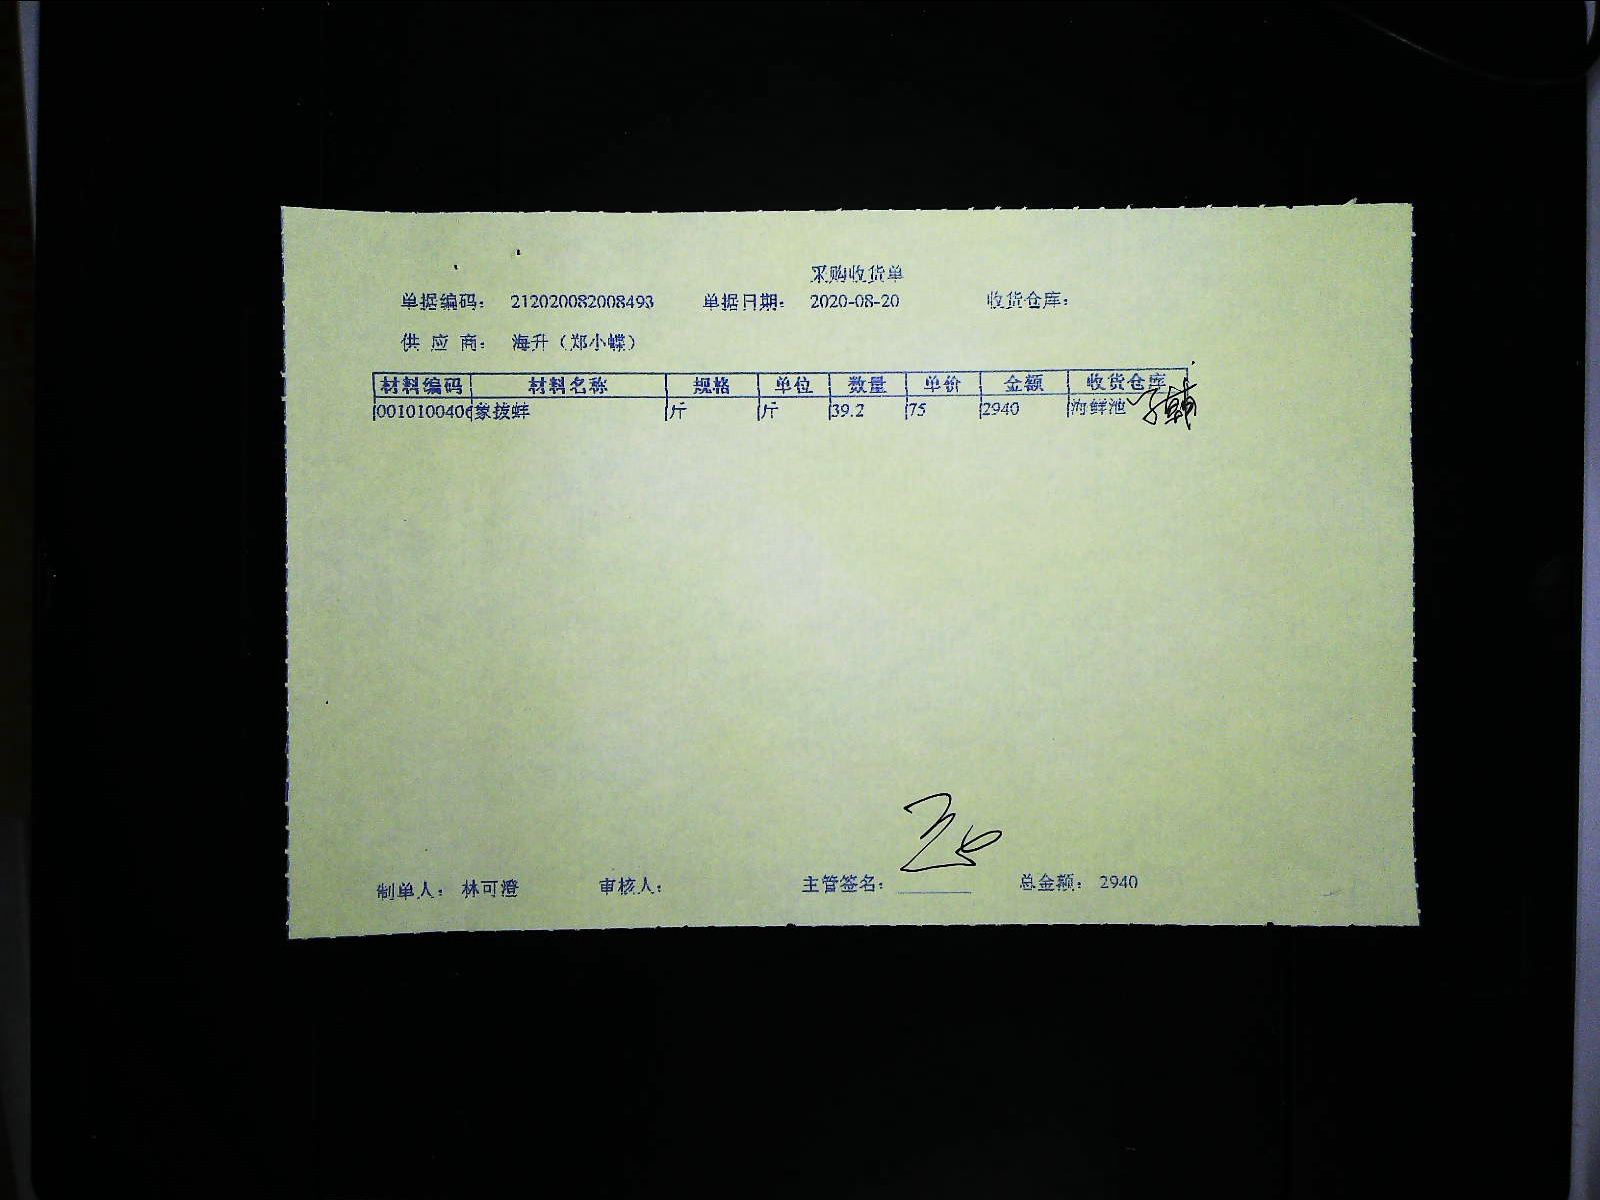 采购收货单
单据编码： 212020082008493 单据日期： 2020-08-20 收货仓库：
供 应 商： 海升（郑小蝶）
材料编码 材料名称 规格 单位 数量 单价 金额 收货仓库
0010100406 象拔蚌 斤 斤 39.2 75 2940 海鲜池
制单人： 林可澄 审核人： 主管签名： 总金额： 2940